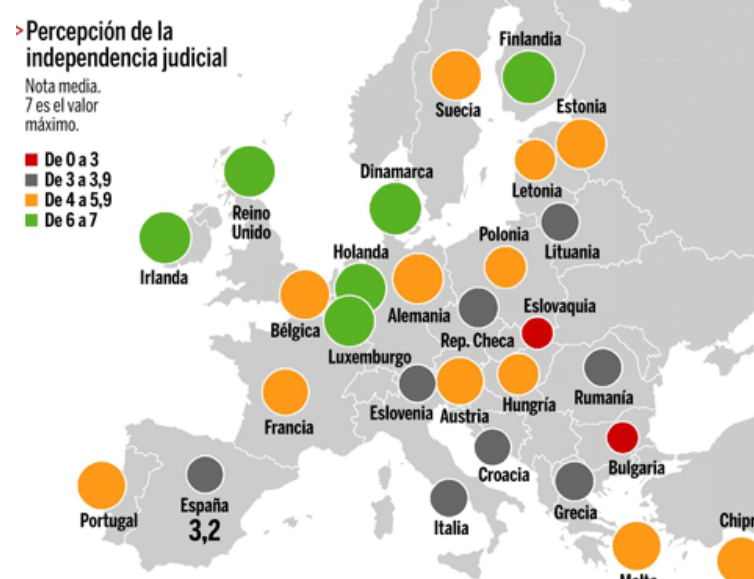 > Percepción de la
independencia judicial
Nota media.
7 es el valor
máximo.
De 0 a 3
De 3 a 3,9
De 4 a 5,9
De 6 a 7
Finlandia
Suecia
Estonia
Letonia
Dinamarca
Reino
Unido
Lituania
Polonia
Irlanda
Holanda
Alemania
Eslovaquia
Bélgica
Rep. Checa
Luxemburgo
Rumanía
Hungría
Eslovenia
Austria
Francia
Croacia
Bulgaria
España
3,2
Portugal
Grecia
Italia
Chipr
Malta